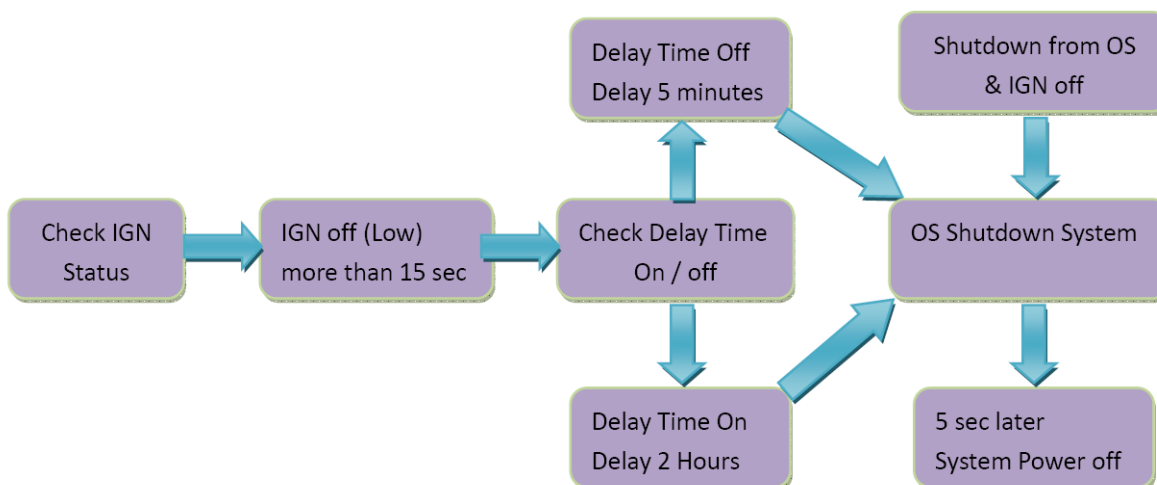 Check IGN
Status
IGN off (Low)
more than 15 sec
Check Delay Time
On / off
Delay Time Off
Delay 5 minutes
Delay Time On
Delay 2 Hours
Shutdown from OS
& IGN off
OS Shutdown System
5 sec later
System Power off